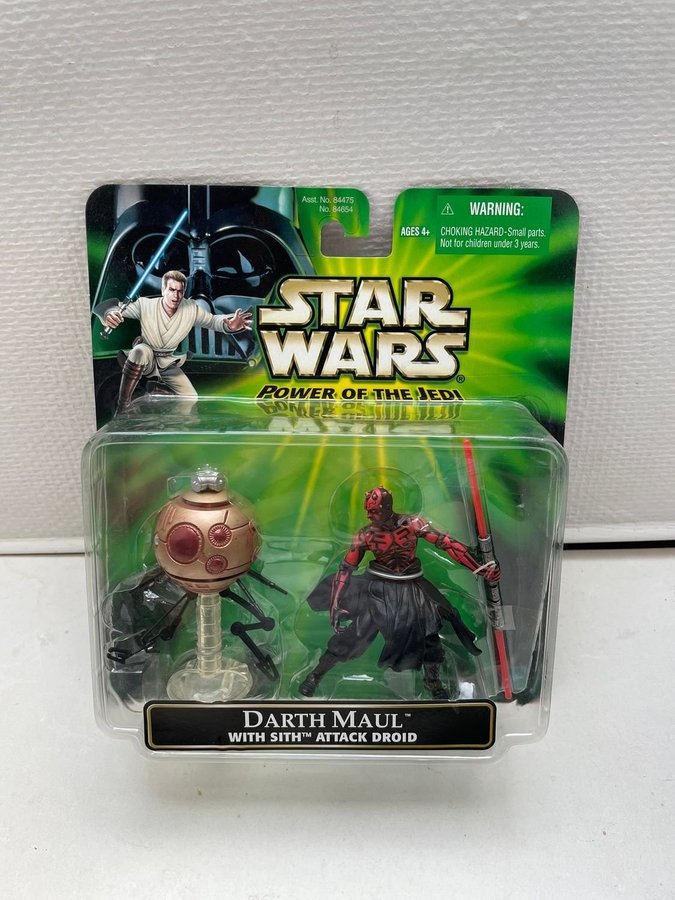 Asst. No. 84475
No. 84654
AGES 4+
⚠ WARNING:
CHOKING HAZARD-Small parts.
Not for children under 3 years.
STAR
WARS®
POWER OF THE JEDI
DARTH MAUL™
WITH SITH™ ATTACK DROID